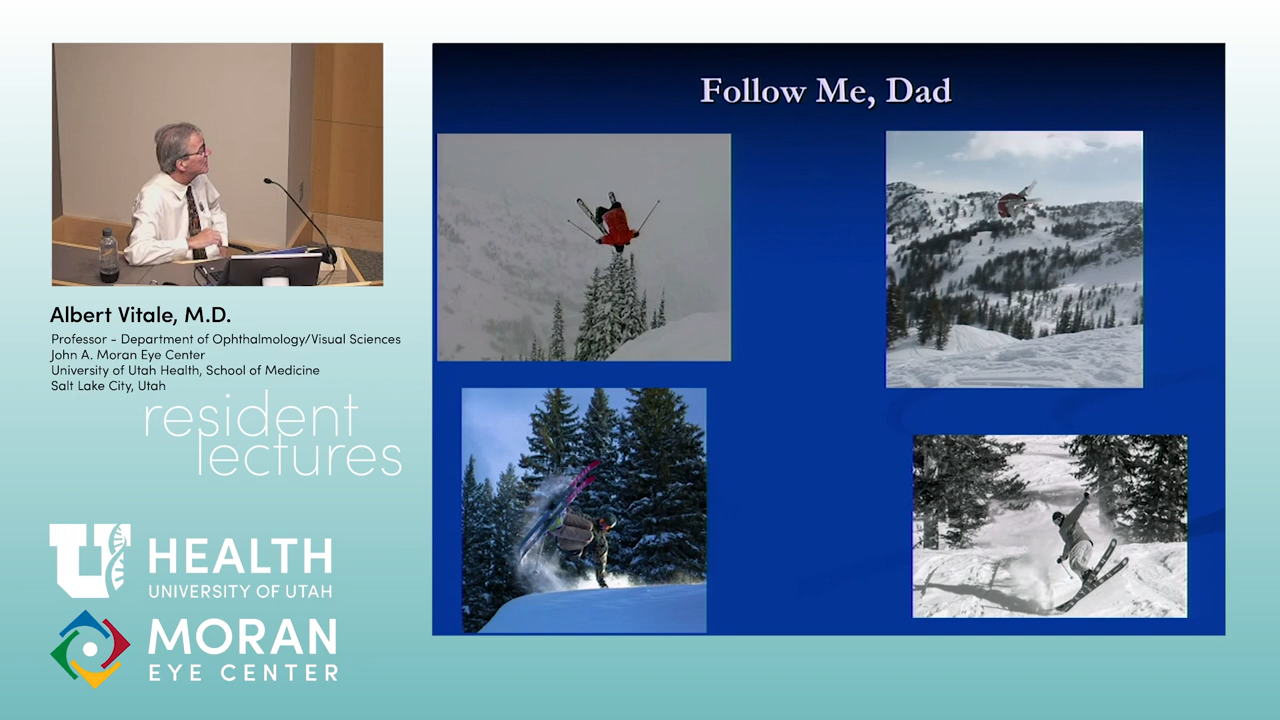 Follow Me, Dad
Albert Vitale, M.D.
Professor - Department of Ophthalmology/Visual Sciences
John A. Moran Eye Center
University of Utah Health, School of Medicine
Salt Lake City, Utah
resident
lectures
U HEALTH
UNIVERSITY OF UTAH
MORAN
EYE CENTER